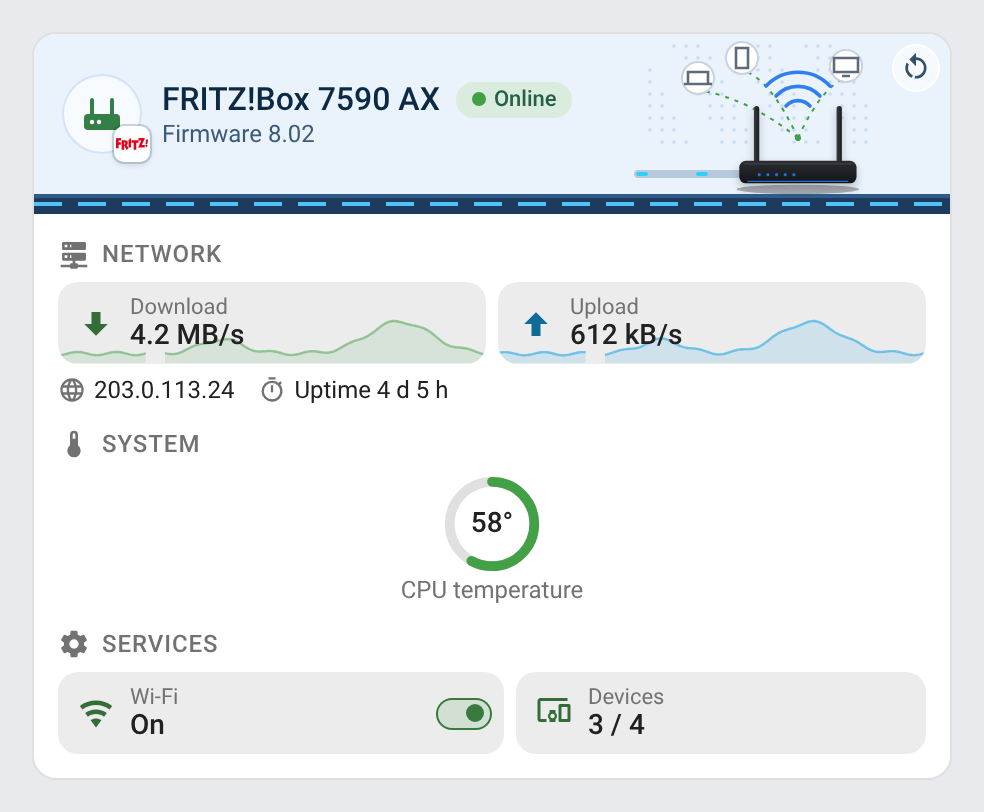 FRITZ!Box 7590 AX
Online
Firmware 8.02
FRITZ!
NETWORK
Download
4.2 MB/s
Upload
612 kB/s
203.0.113.24
Uptime 4 d 5 h
SYSTEM
58°
CPU temperature
SERVICES
Wi-Fi
On
Devices
3 / 4